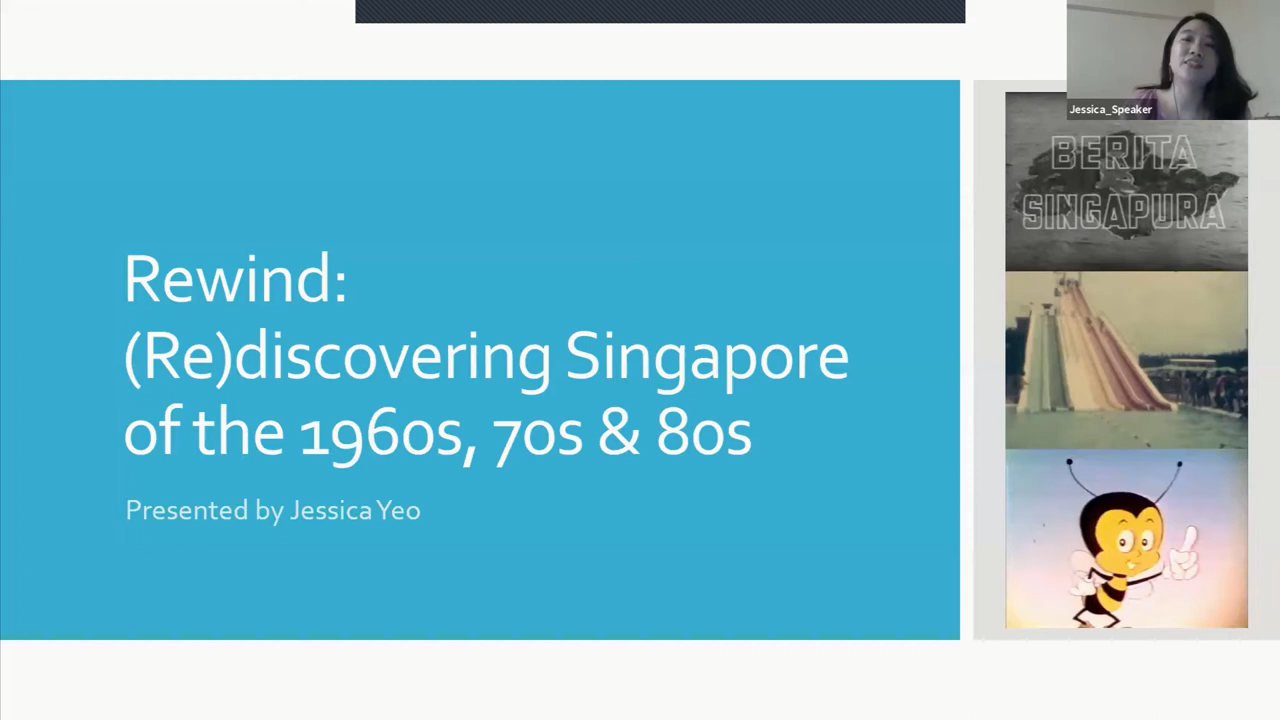 Jessica_Speaker
BERITA
SINGAPURA
Rewind:
(Re)discovering Singapore
of the 1960s, 70s & 80s
Presented by Jessica Yeo